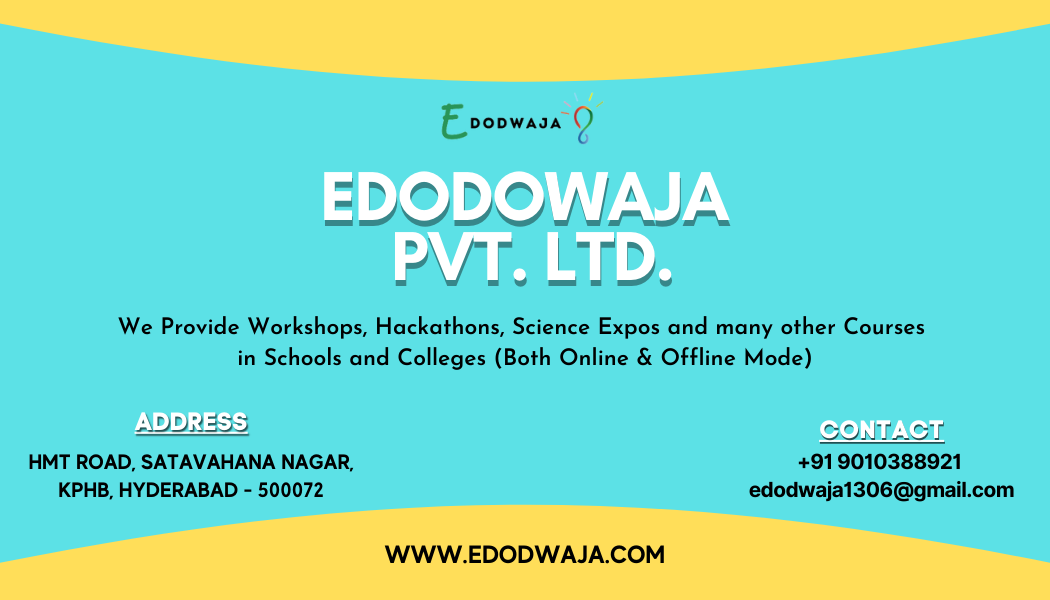 EDODWAJA
EDODOWAJA
PVT. LTD.
We Provide Workshops, Hackathons, Science Expos and many other Courses
in Schools and Colleges (Both Online & Offline Mode)
ADDRESS
HMT ROAD, SATAVAHANA NAGAR,
KPHB, HYDERABAD - 500072
CONTACT
+91 9010388921
edodwaja1306@gmail.com
WWW.EDODWAJA.COM